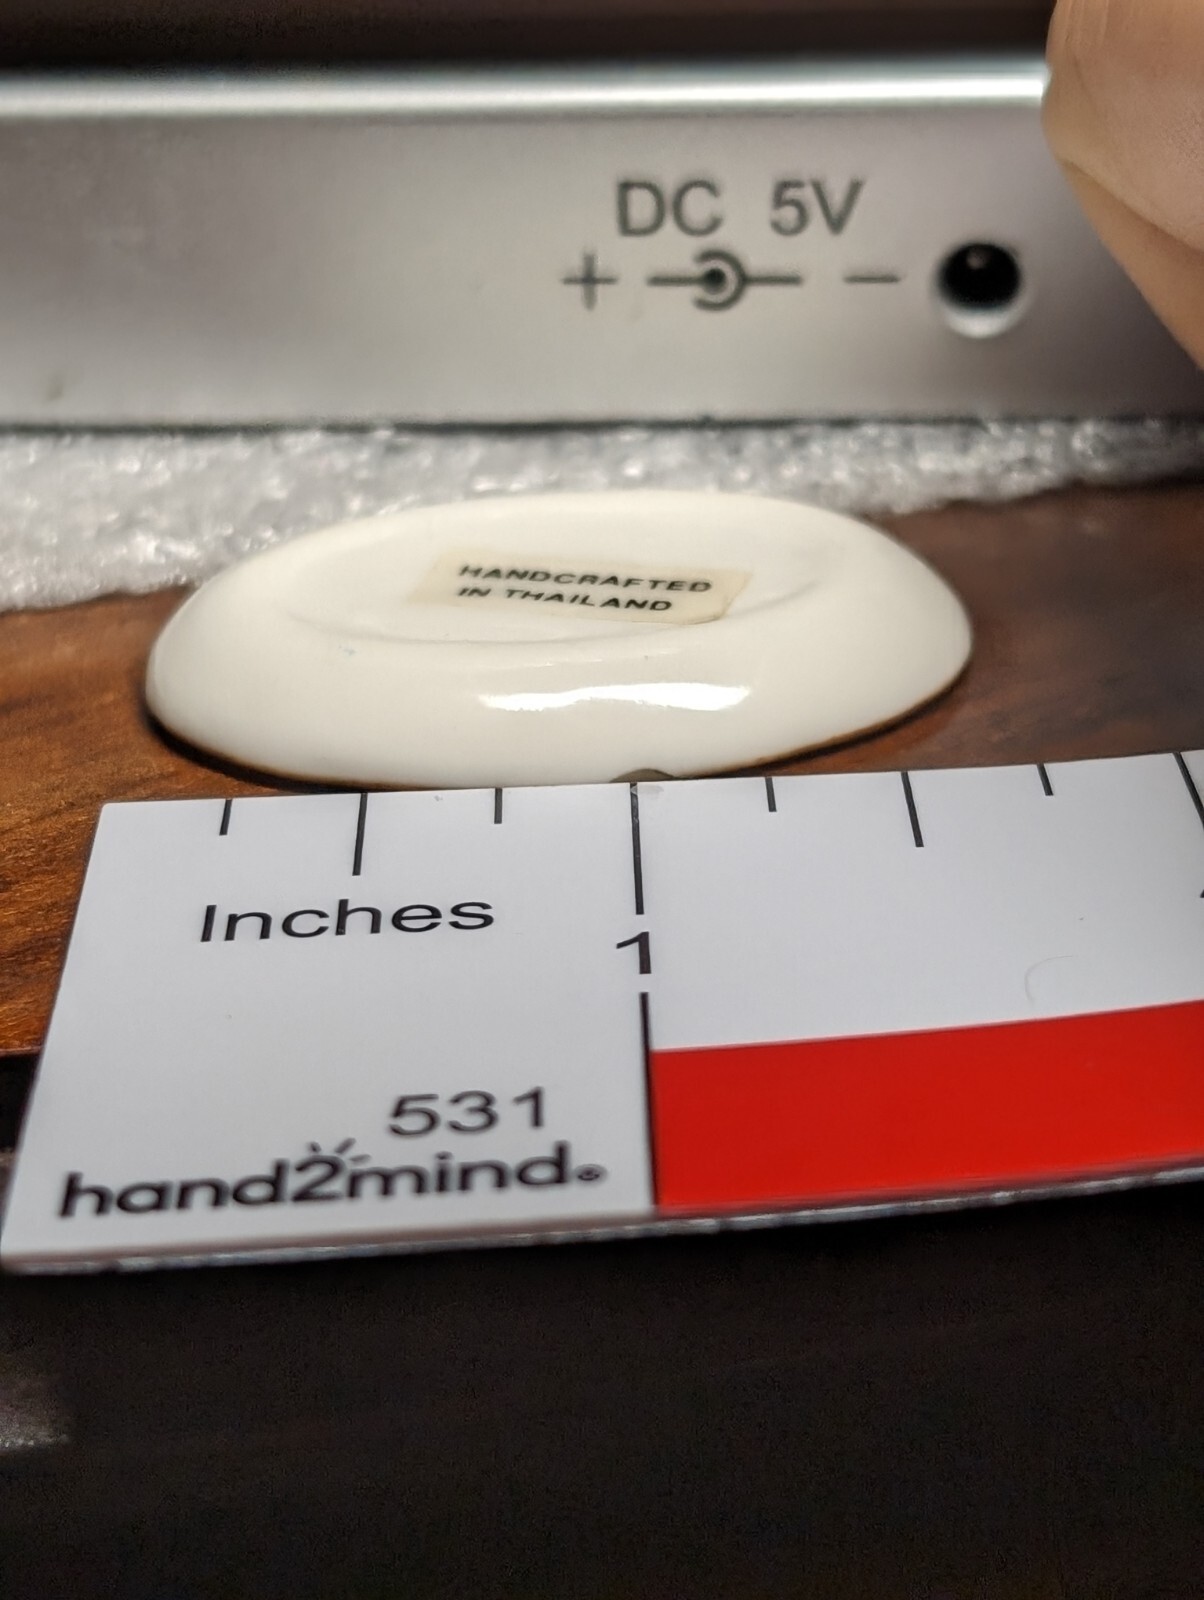 DC 5V
+ −
HANDCRAFTED
IN THAILAND
Inches
1
531
hand2mind®